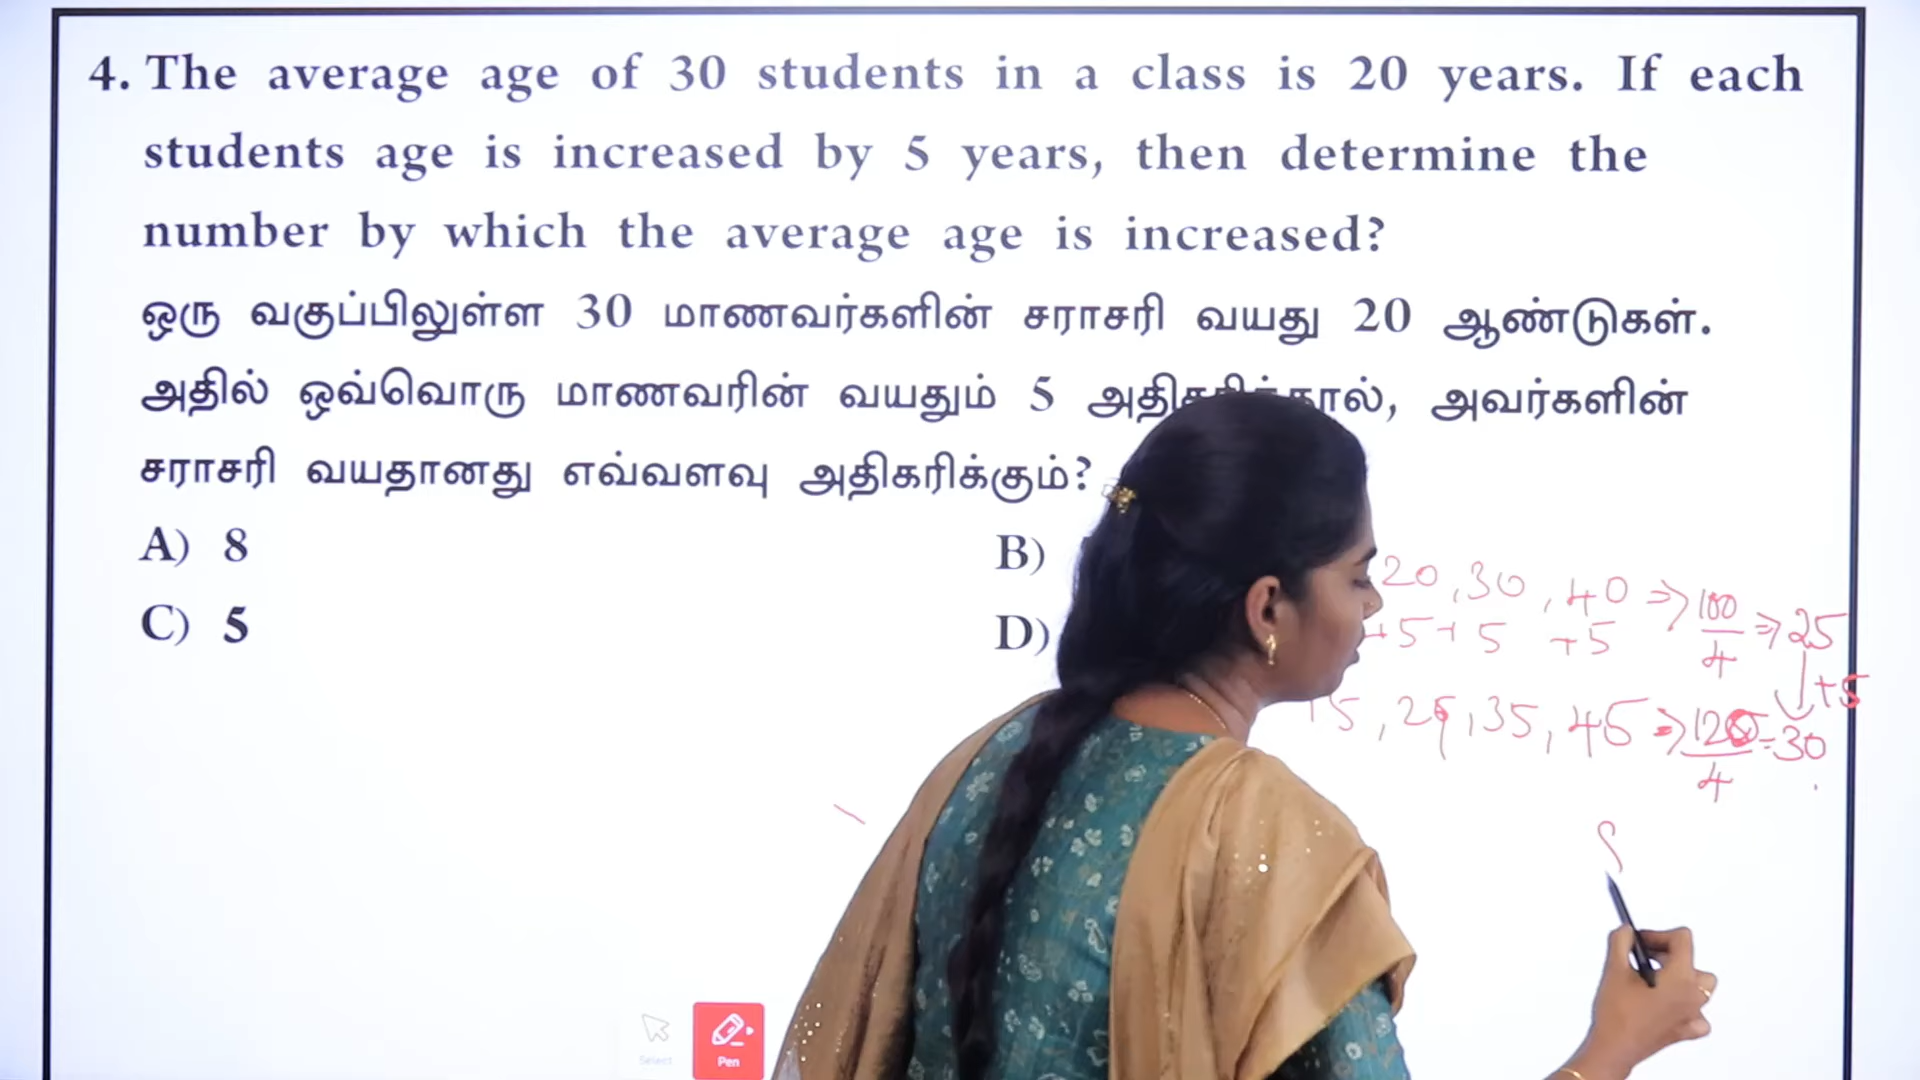 4. The average age of 30 students in a class is 20 years. If each
students age is increased by 5 years, then determine the
number by which the average age is increased?
ஒரு வகுப்பிலுள்ள 30 மாணவர்களின் சராசரி வயது 20 ஆண்டுகள்.
அதில் ஒவ்வொரு மாணவரின் வயதும் 5 அவர்களின்
சராசரி வயதானது எவ்வளவு அதிகரிக்கும்?
A) 8 B)
C) 5 D)
20, 30, 40 => 100/4 => 25
+5 +5 +5
+5
, 25, 35, 45 => 120/4 = 30
Select Pen